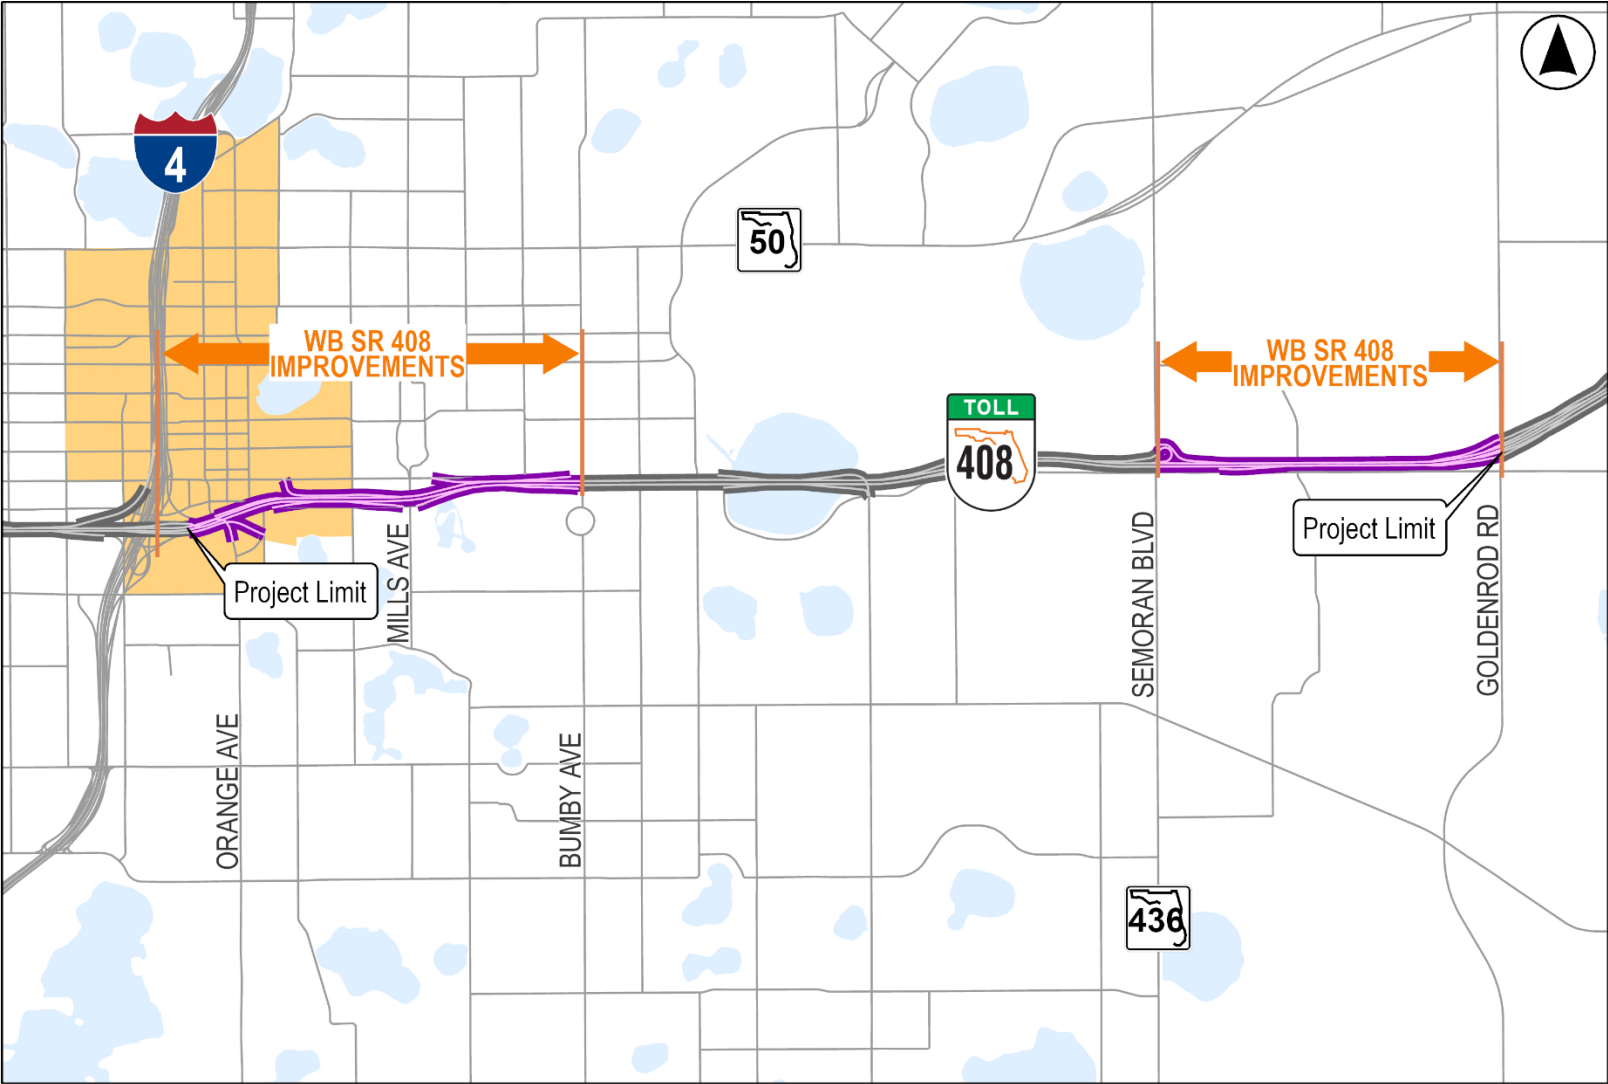 4
50
WB SR 408
IMPROVEMENTS
WB SR 408
IMPROVEMENTS
TOLL
408
Project Limit
Project Limit
MILLS AVE
SEMORAN BLVD
GOLDENROD RD
ORANGE AVE
BUMBY AVE
436